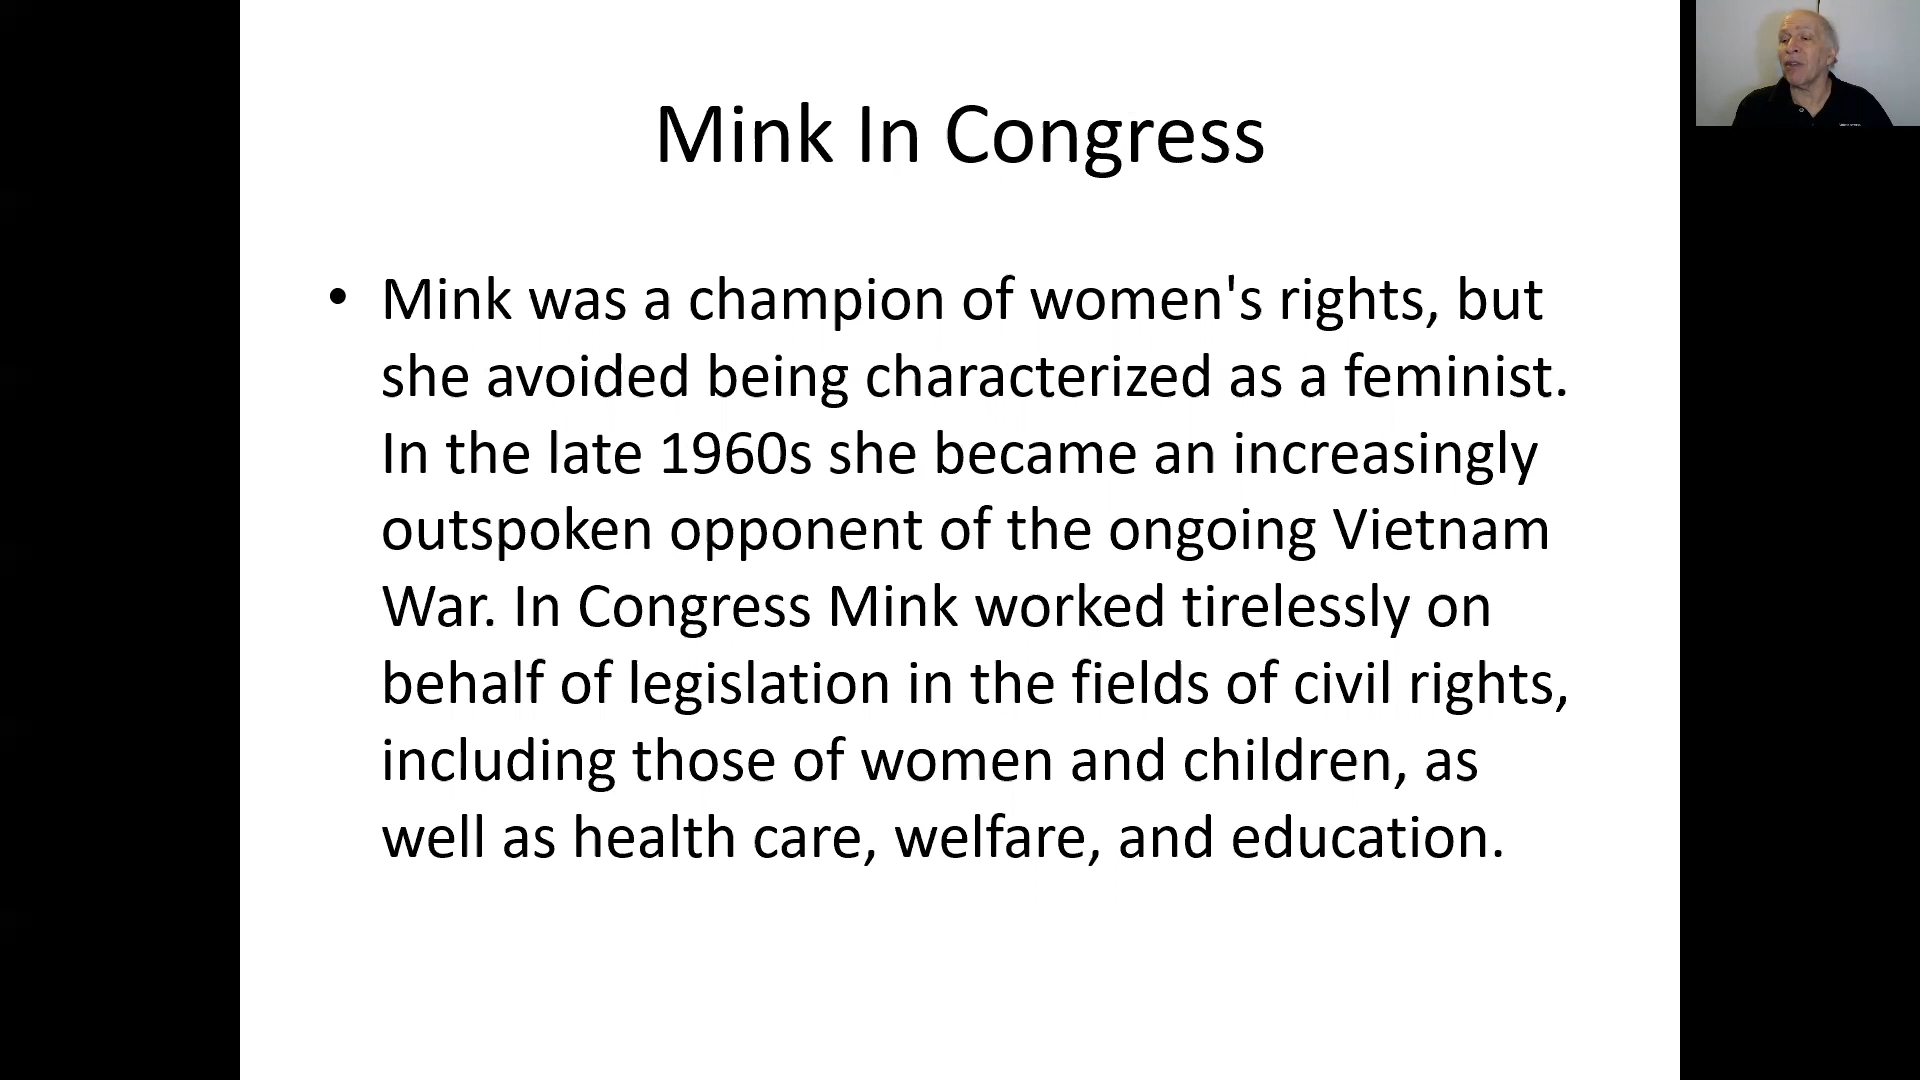 Mink In Congress
• Mink was a champion of women's rights, but
she avoided being characterized as a feminist.
In the late 1960s she became an increasingly
outspoken opponent of the ongoing Vietnam
War. In Congress Mink worked tirelessly on
behalf of legislation in the fields of civil rights,
including those of women and children, as
well as health care, welfare, and education.